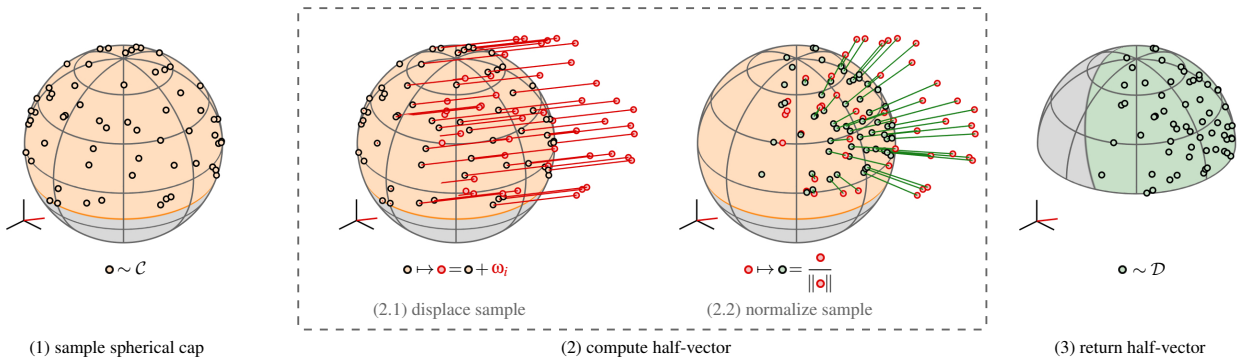 ∼ 𝒞
↦ = + ωᵢ
↦ = ‖ ‖
∼ 𝒟
(2.1) displace sample
(2.2) normalize sample
(1) sample spherical cap
(2) compute half-vector
(3) return half-vector